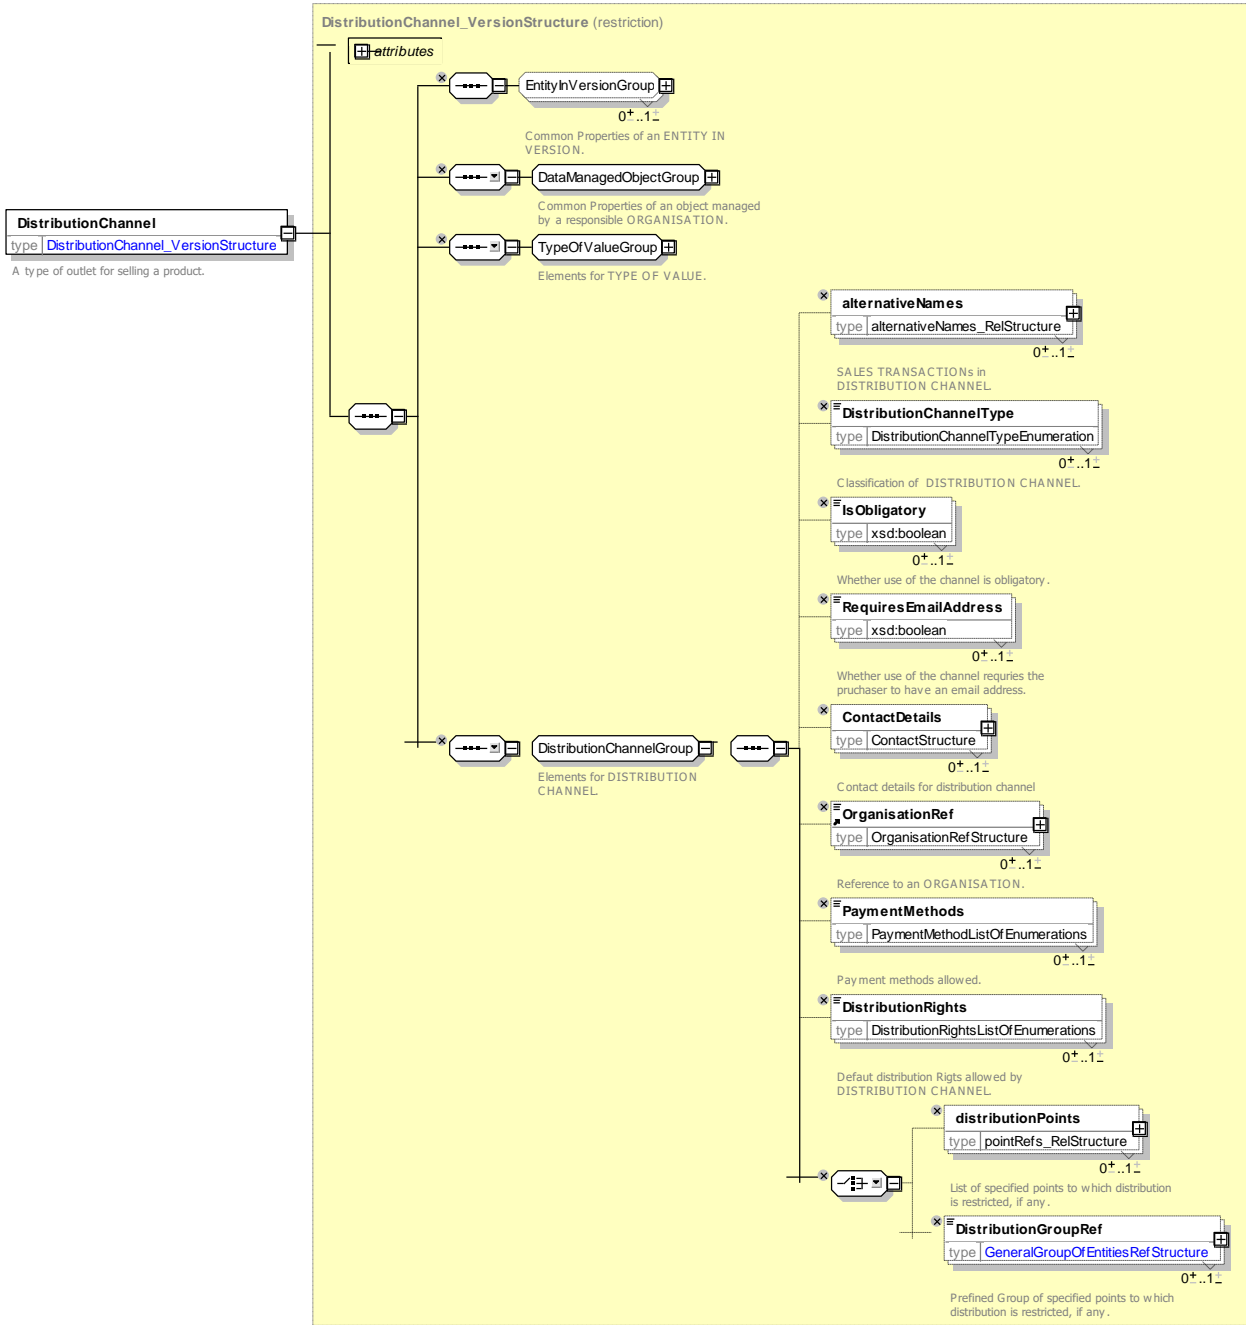 DistributionChannel_VersionStructure (restriction)
attributes
EntityInVersionGroup
0..1
Common Properties of an ENTITY IN
VERSION.
DataManagedObjectGroup
Common Properties of an object managed
by a responsible ORGANISATION.
DistributionChannel
type DistributionChannel_VersionStructure
A type of outlet for selling a product.
TypeOfValueGroup
Elements for TYPE OF VALUE.
alternativeNames
type alternativeNames_RelStructure
0..1
SALES TRANSACTIONs in
DISTRIBUTION CHANNEL.
DistributionChannelType
type DistributionChannelTypeEnumeration
0..1
Classification of DISTRIBUTION CHANNEL.
IsObligatory
type xsd:boolean
0..1
Whether use of the channel is obligatory.
RequiresEmailAddress
type xsd:boolean
0..1
Whether use of the channel requries the
pruchaser to have an email address.
ContactDetails
type ContactStructure
0..1
Contact details for distribution channel
DistributionChannelGroup
Elements for DISTRIBUTION
CHANNEL.
OrganisationRef
type OrganisationRefStructure
0..1
Reference to an ORGANISATION.
PaymentMethods
type PaymentMethodListOfEnumerations
0..1
Payment methods allowed.
DistributionRights
type DistributionRightsListOfEnumerations
0..1
Defaut distribution Rigts allowed by
DISTRIBUTION CHANNEL.
distributionPoints
type pointRefs_RelStructure
0..1
List of specified points to which distribution
is restricted, if any.
DistributionGroupRef
type GeneralGroupOfEntitiesRefStructure
0..1
Prefined Group of specified points to which
distribution is restricted, if any.